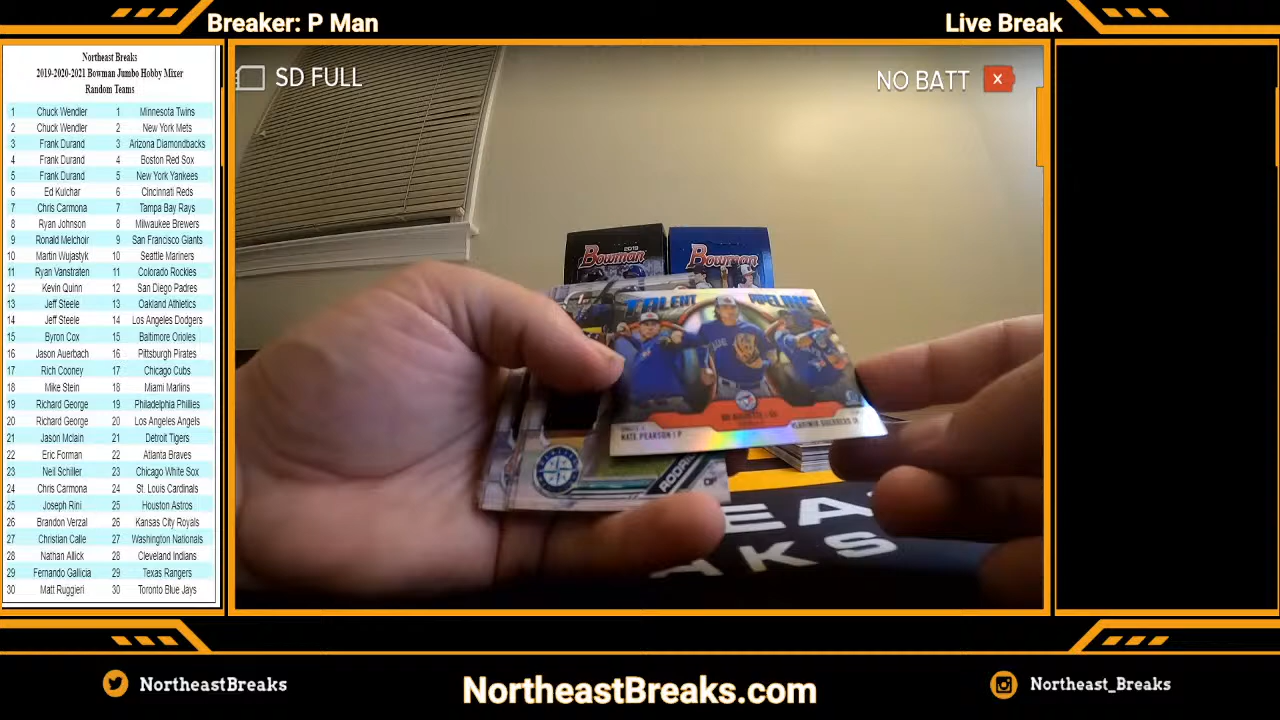 Breaker: P Man
Live Break
Northeast Breaks
2019-2020-2021 Bowman Jumbo Hobby Mixer
Random Teams
1 Chuck Wendler 1 Minnesota Twins
2 Chuck Wendler 2 New York Mets
3 Frank Durand 3 Arizona Diamondbacks
4 Frank Durand 4 Boston Red Sox
5 Frank Durand 5 New York Yankees
6 Ed Kulchar 6 Cincinnati Reds
7 Chris Carmona 7 Tampa Bay Rays
8 Ryan Johnson 8 Milwaukee Brewers
9 Ronald Melchoir 9 San Francisco Giants
10 Martin Wujastyk 10 Seattle Mariners
11 Ryan Vanstraten 11 Colorado Rockies
12 Kevin Quinn 12 San Diego Padres
13 Jeff Steele 13 Oakland Athletics
14 Jeff Steele 14 Los Angeles Dodgers
15 Byron Cox 15 Baltimore Orioles
16 Jason Auerbach 16 Pittsburgh Pirates
17 Rich Cooney 17 Chicago Cubs
18 Mike Stein 18 Miami Marlins
19 Richard George 19 Philadelphia Phillies
20 Richard George 20 Los Angeles Angels
21 Jason Mclain 21 Detroit Tigers
22 Eric Forman 22 Atlanta Braves
23 Neil Schiller 23 Chicago White Sox
24 Chris Carmona 24 St. Louis Cardinals
25 Joseph Rini 25 Houston Astros
26 Brandon Verzal 26 Kansas City Royals
27 Christian Calle 27 Washington Nationals
28 Nathan Allick 28 Cleveland Indians
29 Fernando Gallicia 29 Texas Rangers
30 Matt Ruggieri 30 Toronto Blue Jays
SD FULL
NO BATT
2019
Bowman
Bowman
TALENT PIPELINE
BO BICHETTE | SS
NATE PEARSON | P
VLADIMIR GUERRERO JR.
RODRI
EA
AKS
NortheastBreaks
NortheastBreaks.com
Northeast_Breaks